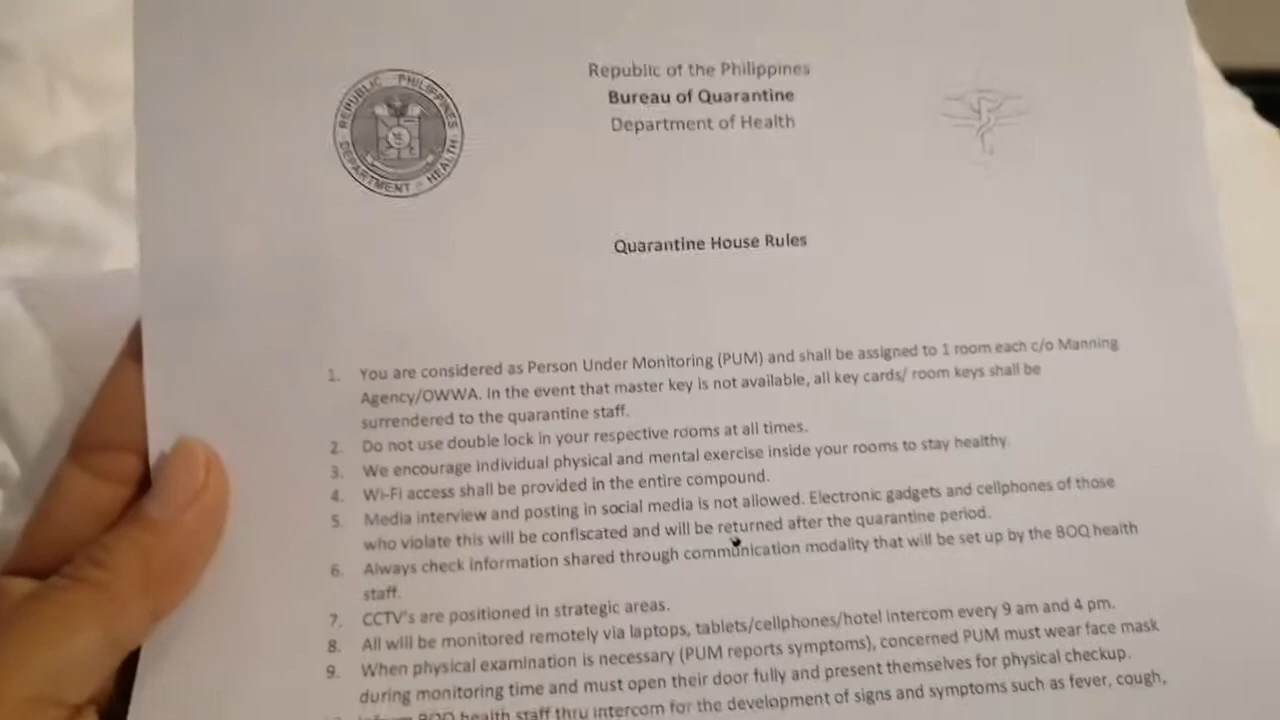 Republic of the Philippines
Bureau of Quarantine
Department of Health
REPUBLIC PHILIPPINES
DEPARTMENT HEALTH
Quarantine House Rules
1. You are considered as Person Under Monitoring (PUM) and shall be assigned to 1 room each c/o Manning
Agency/OWWA. In the event that master key is not available, all key cards/ room keys shall be
surrendered to the quarantine staff.
2. Do not use double lock in your respective rooms at all times.
3. We encourage individual physical and mental exercise inside your rooms to stay healthy.
4. Wi-Fi access shall be provided in the entire compound.
5. Media interview and posting in social media is not allowed. Electronic gadgets and cellphones of those
who violate this will be confiscated and will be returned after the quarantine period.
6. Always check information shared through communication modality that will be set up by the BOQ health
staff.
7. CCTV's are positioned in strategic areas.
8. All will be monitored remotely via laptops, tablets/cellphones/hotel intercom every 9 am and 4 pm.
9. When physical examination is necessary (PUM reports symptoms), concerned PUM must wear face mask
during monitoring time and must open their door fully and present themselves for physical checkup.
BOQ health staff thru intercom for the development of signs and symptoms such as fever, cough,